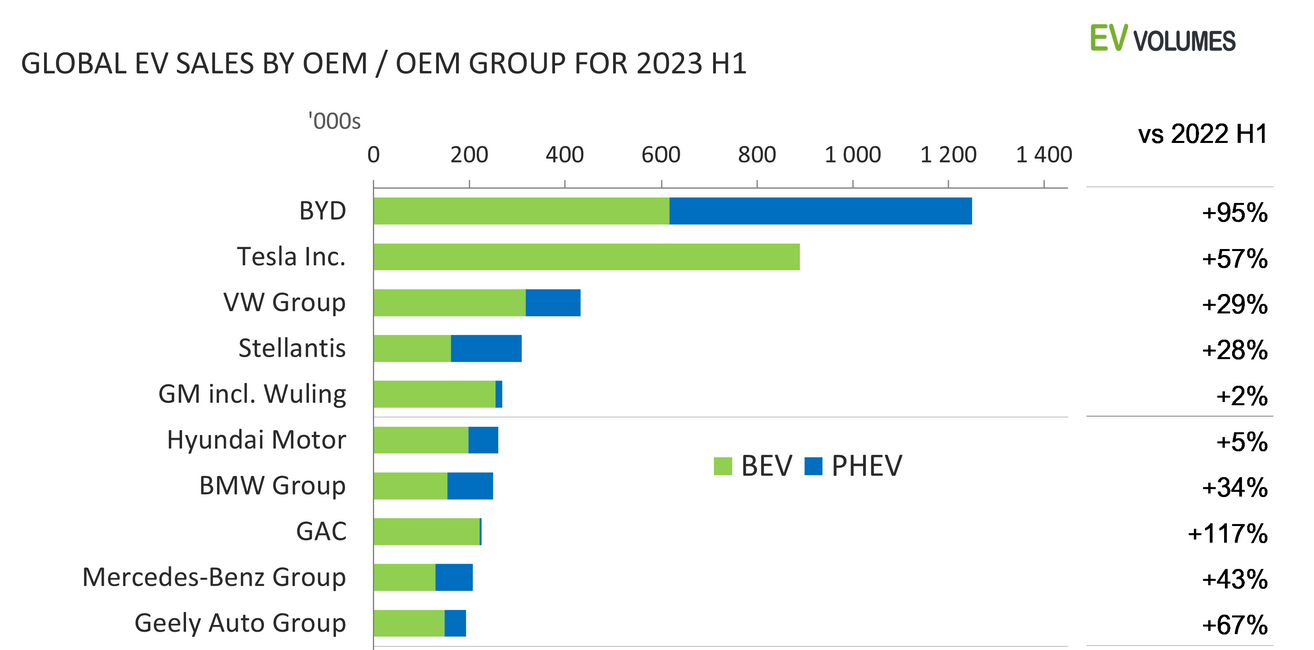 EV VOLUMES
GLOBAL EV SALES BY OEM / OEM GROUP FOR 2023 H1
'000s
vs 2022 H1
0 200 400 600 800 1 000 1 200 1 400
BYD +95%
Tesla Inc. +57%
VW Group +29%
Stellantis +28%
GM incl. Wuling +2%
Hyundai Motor +5%
BEV PHEV
BMW Group +34%
GAC +117%
Mercedes-Benz Group +43%
Geely Auto Group +67%